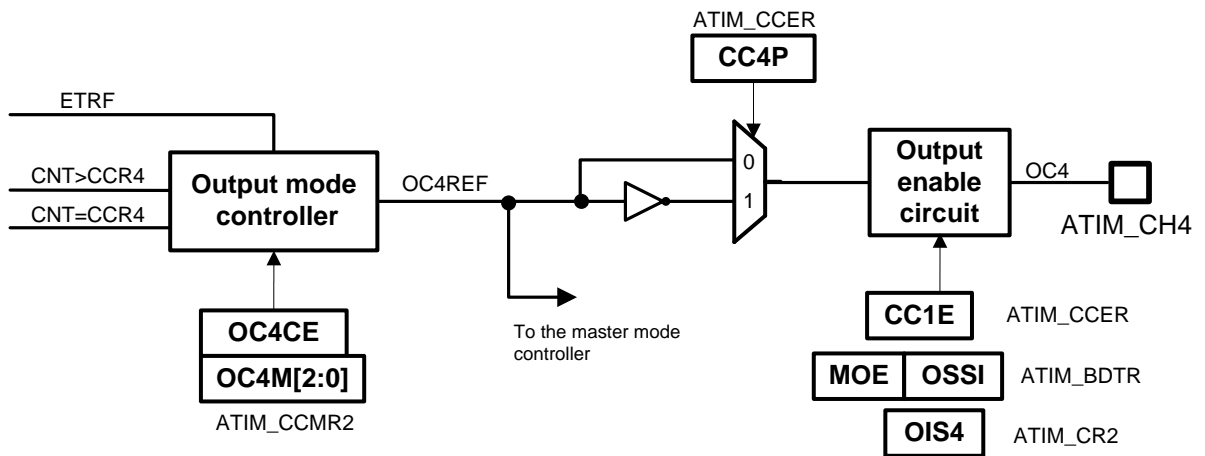 ATIM_CCER
CC4P
ETRF
CNT>CCR4
CNT=CCR4
Output mode
controller
OC4REF
0
1
Output
enable
circuit
OC4
ATIM_CH4
To the master mode
controller
OC4CE
OC4M[2:0]
ATIM_CCMR2
CC1E
ATIM_CCER
MOE
OSSI
ATIM_BDTR
OIS4
ATIM_CR2